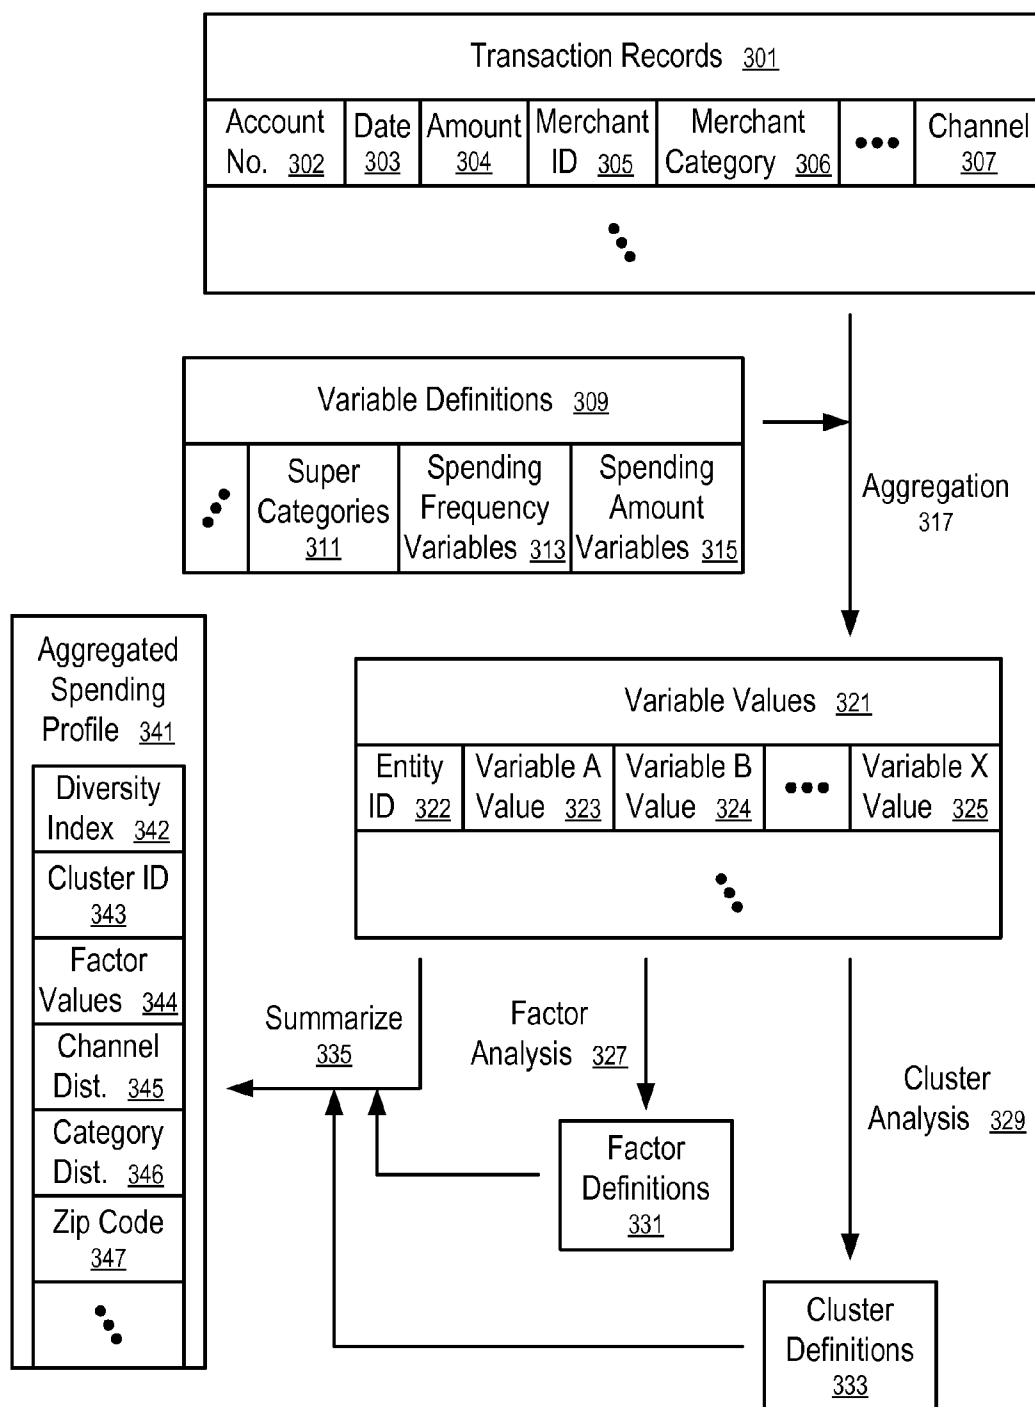 Transaction Records 301
Account No. 302
Date 303
Amount 304
Merchant ID 305
Merchant Category 306
Channel 307
Variable Definitions 309
Super Categories 311
Spending Frequency Variables 313
Spending Amount Variables 315
Aggregation 317
Aggregated Spending Profile 341
Diversity Index 342
Cluster ID 343
Factor Values 344
Channel Dist. 345
Category Dist. 346
Zip Code 347
Variable Values 321
Entity ID 322
Variable A Value 323
Variable B Value 324
Variable X Value 325
Summarize 335
Factor Analysis 327
Cluster Analysis 329
Factor Definitions 331
Cluster Definitions 333